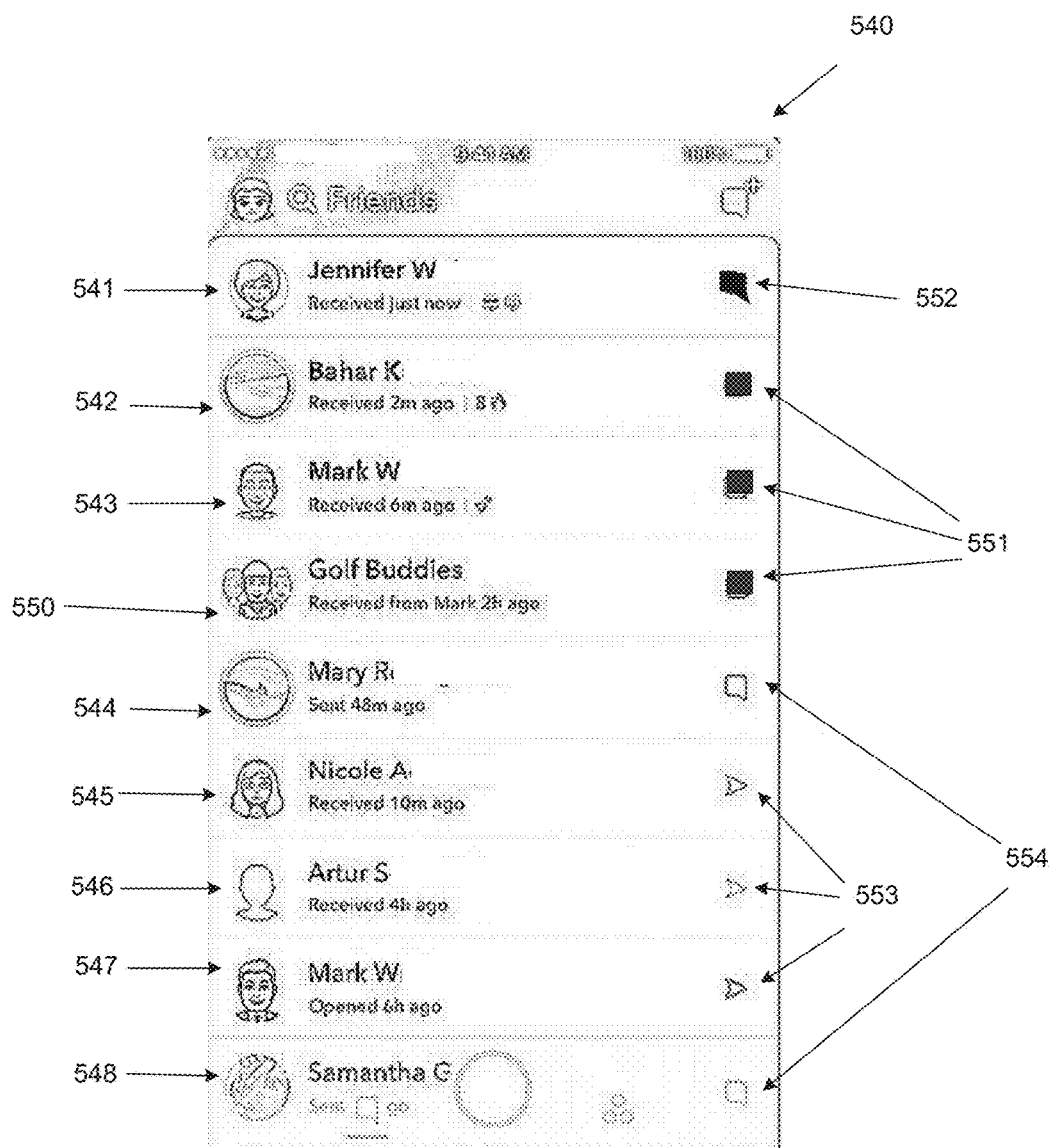 540
Friends
Jennifer W
541
Received just now
552
Bahar K
542
Received 2m ago | 8
Mark W
543
Received 6m ago
551
Golf Buddies
550
Received from Mark 2h ago
Mary R
544
Sent 48m ago
Nicole A
545
Received 10m ago
554
Artur S
546
Received 4h ago
553
Mark W
547
Opened 6h ago
Samantha G
548
Sent